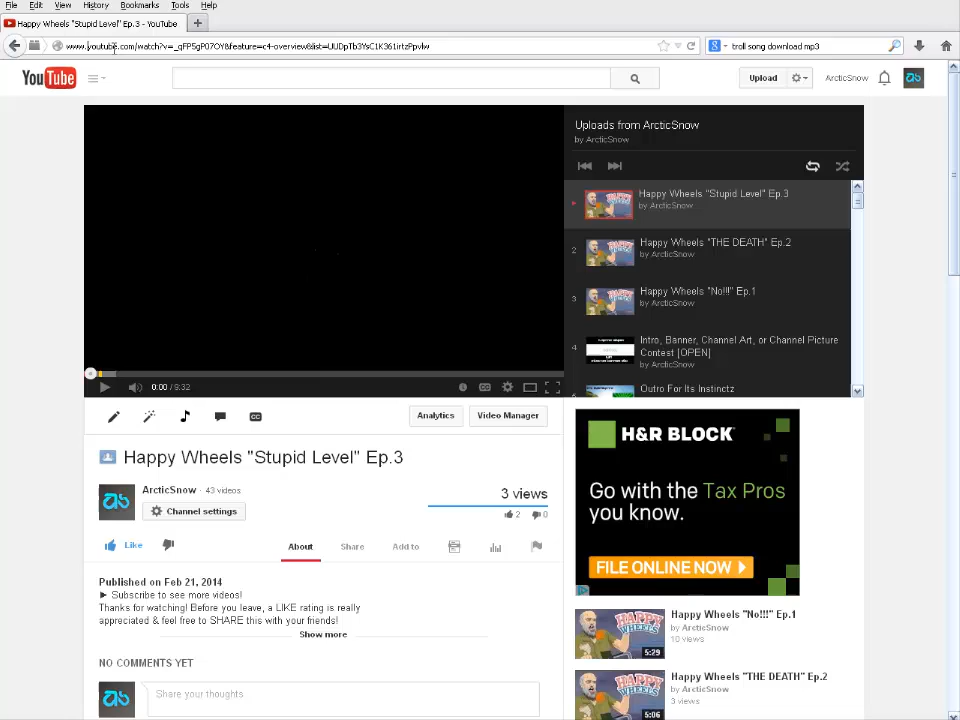 File Edit View History Bookmarks Tools Help
Happy Wheels "Stupid Level" Ep.3 - YouTube
www.youtube.com/watch?v=_qFP5gP07OY&feature=c4-overview&list=UUDpTb3YsC1K361irtzPpvlw
troll song download mp3
YouTube
Upload
ArcticSnow
Uploads from ArcticSnow
by ArcticSnow
Happy Wheels "Stupid Level" Ep.3
by ArcticSnow
2
Happy Wheels "THE DEATH" Ep.2
by ArcticSnow
3
Happy Wheels "No!!!" Ep.1
by ArcticSnow
4
Intro, Banner, Channel Art, or Channel Picture
Contest [OPEN]
by ArcticSnow
Outro For Its Instinctz
0:00 / 9:32
Analytics
Video Manager
Happy Wheels "Stupid Level" Ep.3
ArcticSnow · 43 videos
Channel settings
3 views
2 0
Like
About Share Add to
Published on Feb 21, 2014
► Subscribe to see more videos!
Thanks for watching! Before you leave, a LIKE rating is really
appreciated & feel free to SHARE this with your friends!
Show more
NO COMMENTS YET
Share your thoughts
H&R BLOCK
Go with the Tax Pros
you know.
FILE ONLINE NOW
HAPPY WHEELS
5:29
Happy Wheels "No!!!" Ep.1
by ArcticSnow
10 views
HAPPY WHEELS
5:06
Happy Wheels "THE DEATH" Ep.2
by ArcticSnow
3 views